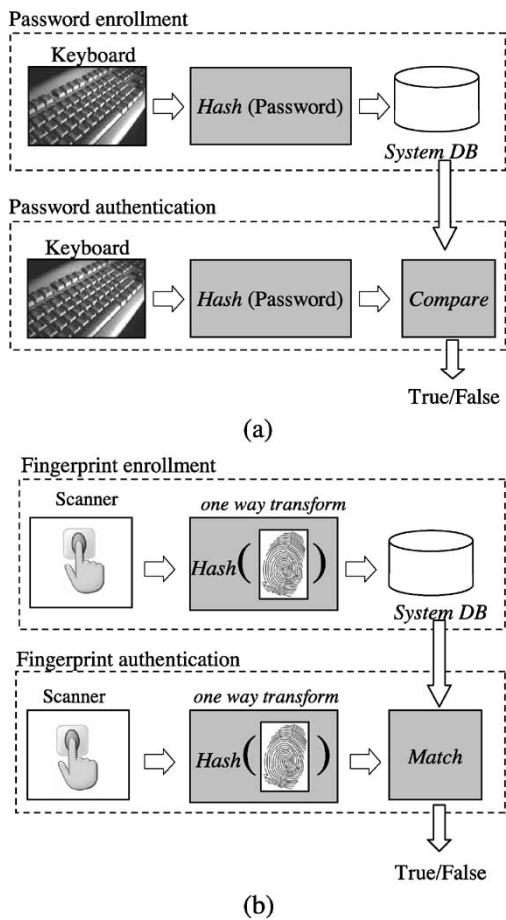 Password enrollment
Keyboard
Hash (Password)
System DB
Password authentication
Keyboard
Hash (Password)
Compare
True/False
(a)
Fingerprint enrollment
Scanner
one way transform
Hash( )
System DB
Fingerprint authentication
Scanner
one way transform
Hash( )
Match
True/False
(b)